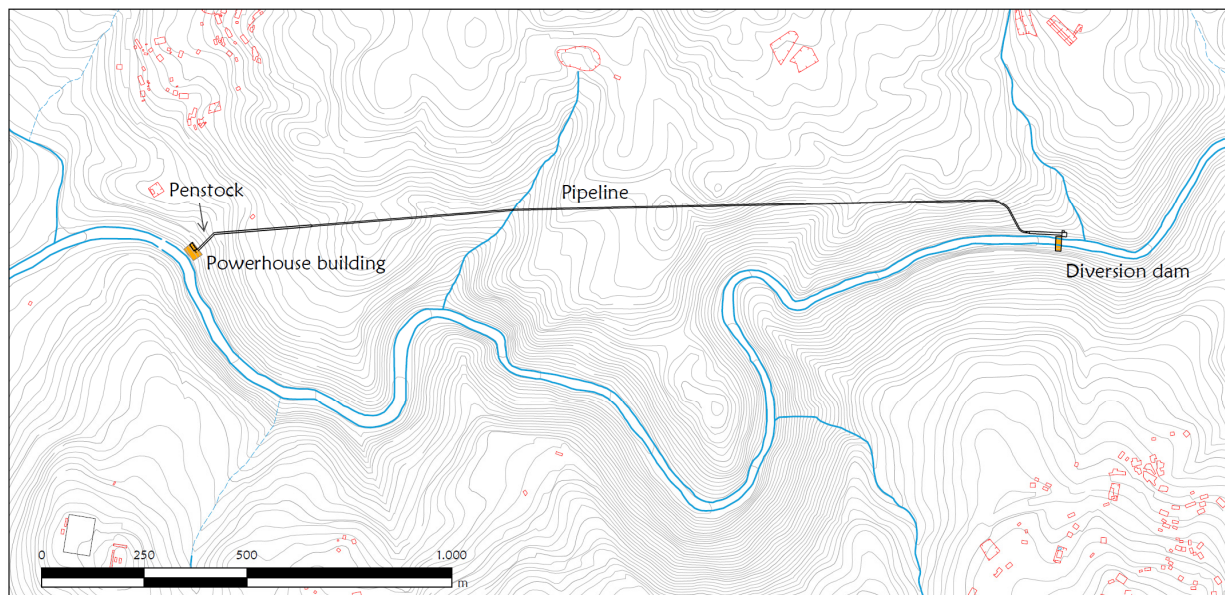 Penstock
Pipeline
Powerhouse building
Diversion dam
0 250 500 1.000
m